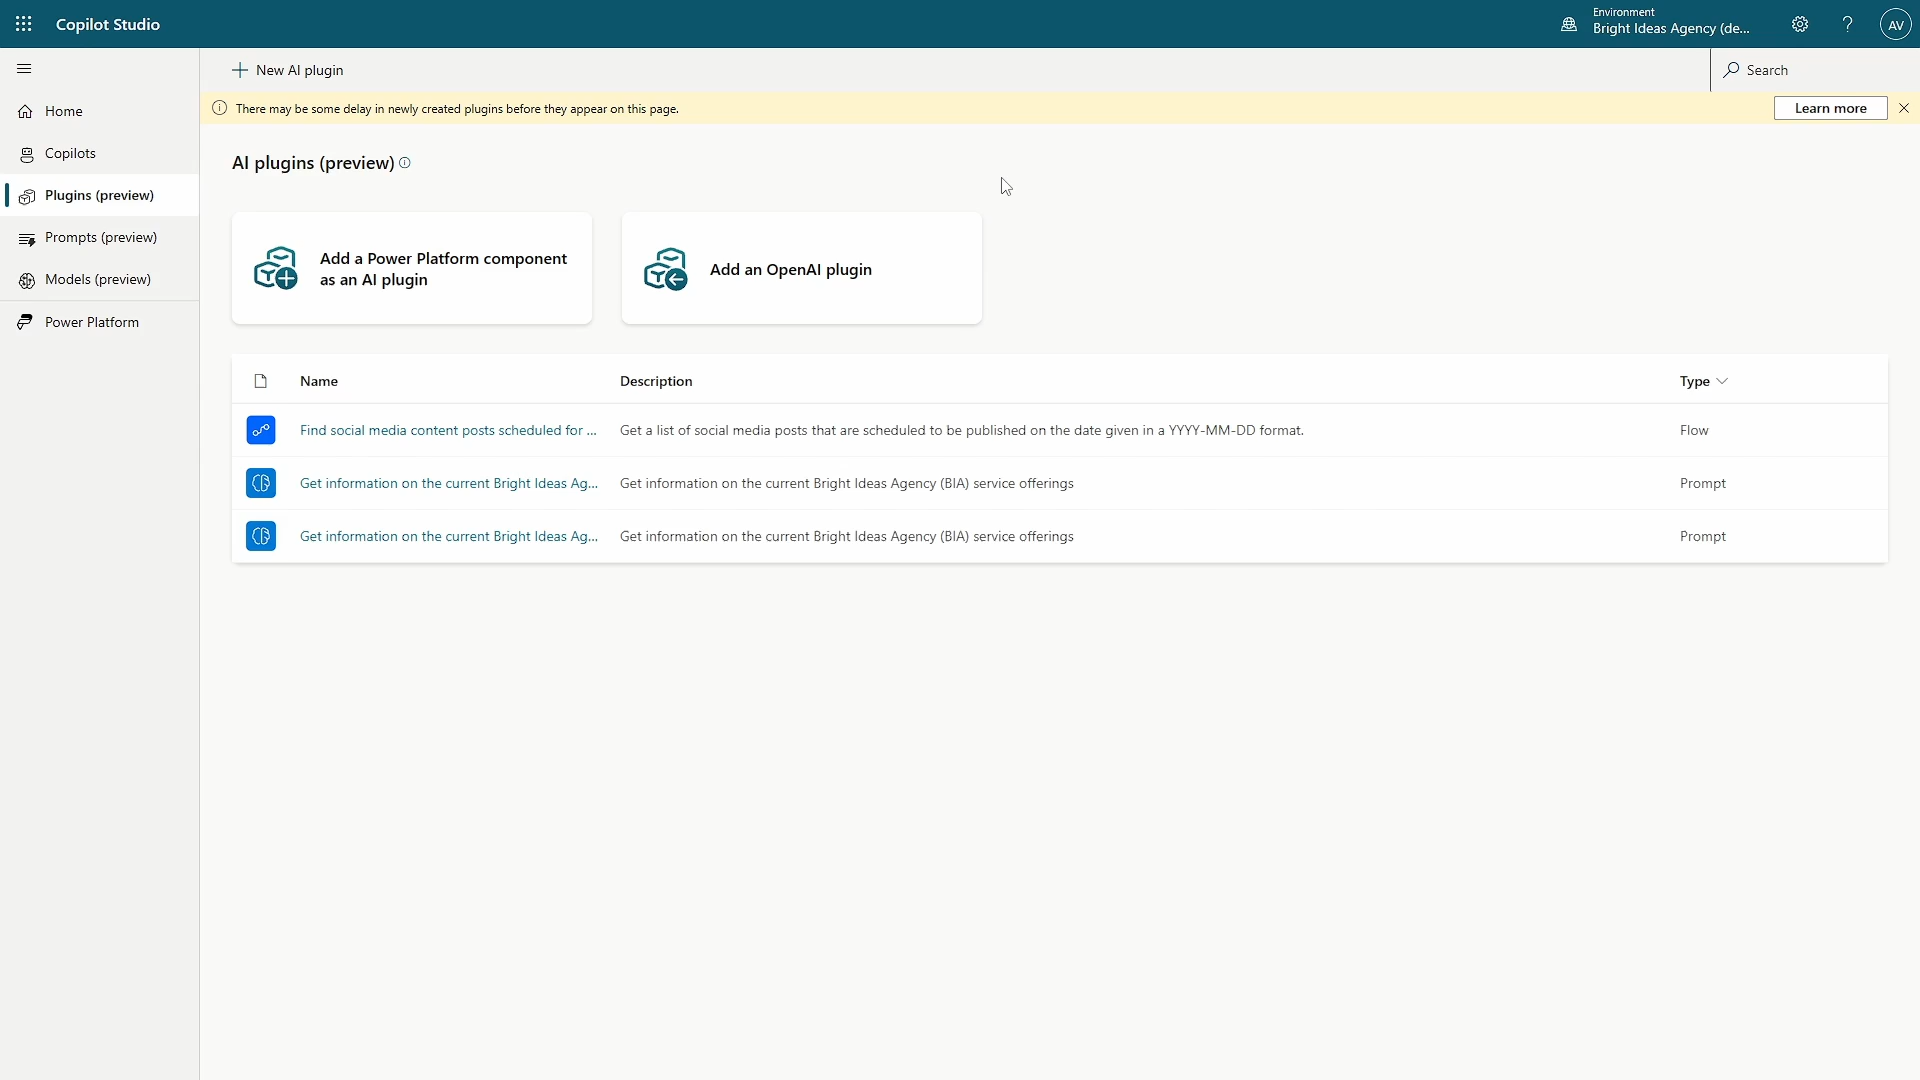 Copilot Studio
Environment
Bright Ideas Agency (de...
?
AV
New AI plugin
Search
There may be some delay in newly created plugins before they appear on this page.
Learn more
Home
Copilots
Plugins (preview)
Prompts (preview)
Models (preview)
Power Platform
AI plugins (preview)
Add a Power Platform component
as an AI plugin
Add an OpenAI plugin
Name Description Type
Find social media content posts scheduled for ... Get a list of social media posts that are scheduled to be published on the date given in a YYYY-MM-DD format. Flow
Get information on the current Bright Ideas Ag... Get information on the current Bright Ideas Agency (BIA) service offerings Prompt
Get information on the current Bright Ideas Ag... Get information on the current Bright Ideas Agency (BIA) service offerings Prompt